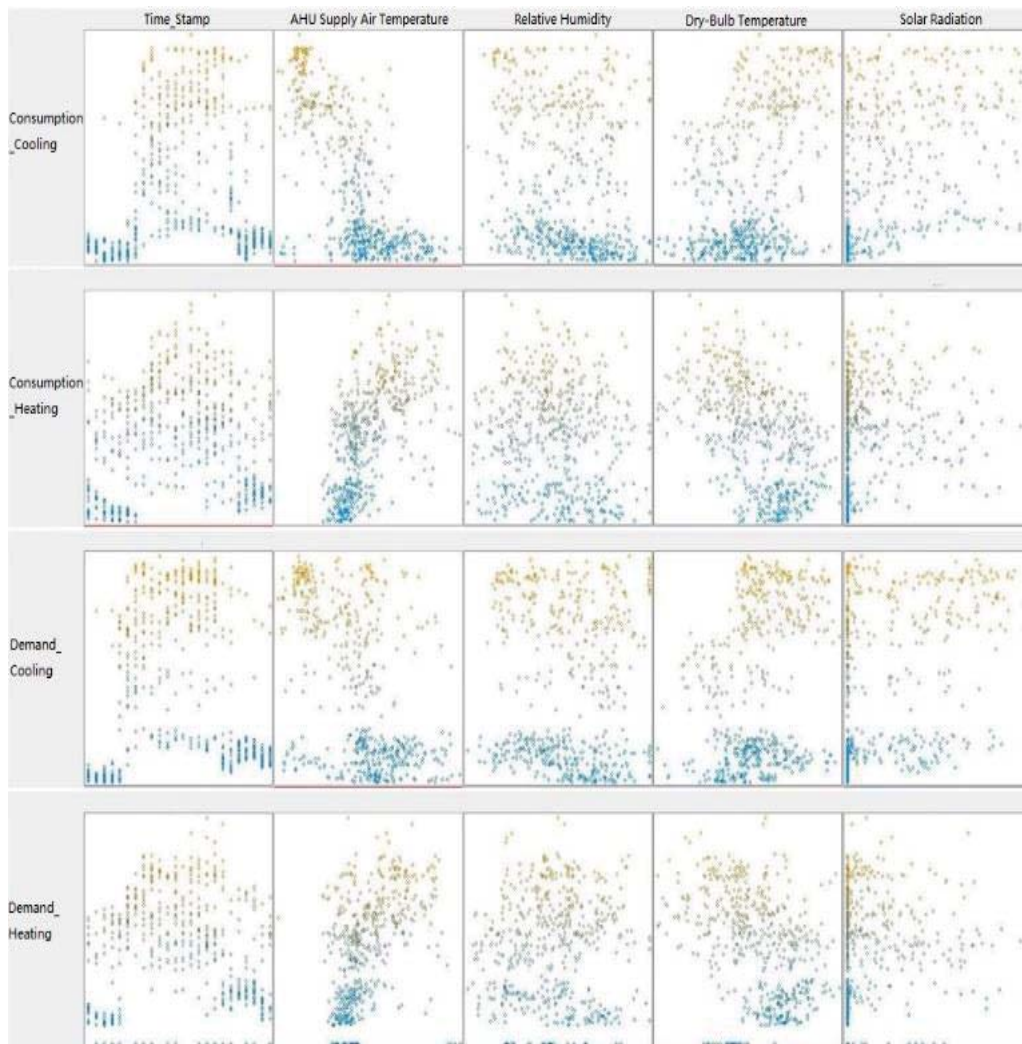 Time_Stamp
AHU Supply Air Temperature
Relative Humidity
Dry-Bulb Temperature
Solar Radiation
Consumption
_Cooling
Consumption
_Heating
Demand_
Cooling
Demand_
Heating